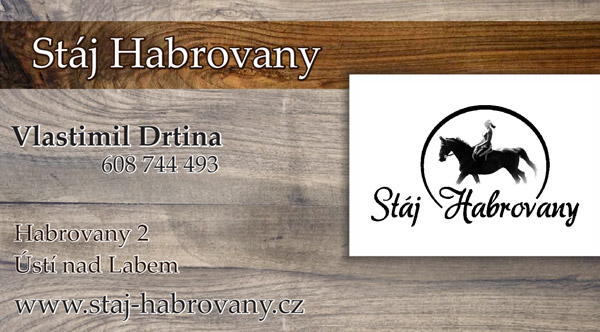 Stáj Habrovany
Vlastimil Drtina
608 744 493
Stáj Habrovany
Habrovany 2
Ústí nad Labem
www.staj-habrovany.cz